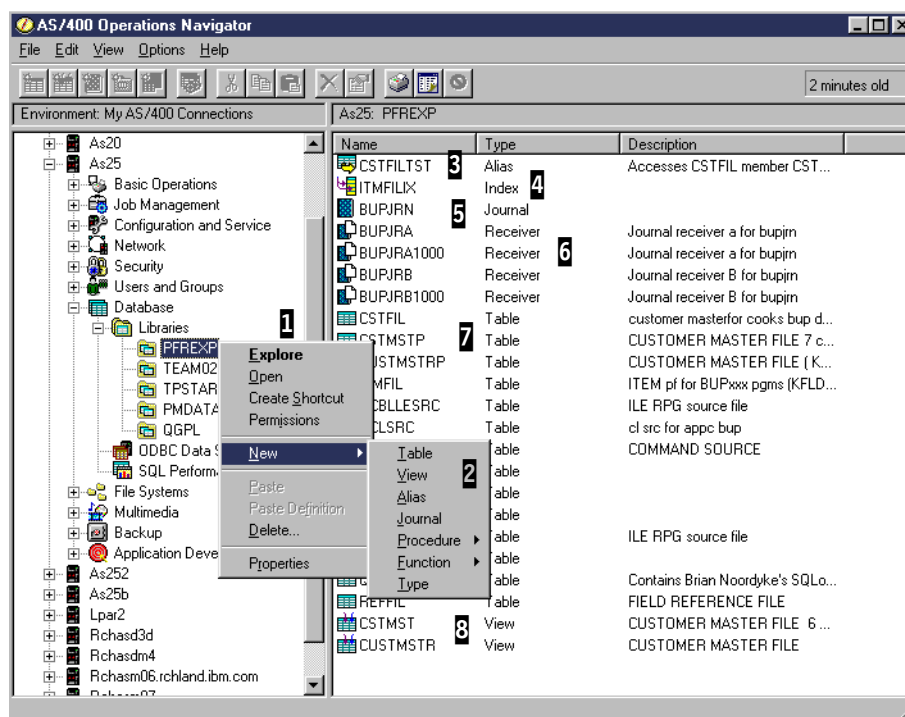 AS/400 Operations Navigator
File Edit View Options Help
2 minutes old
Environment: My AS/400 Connections
As25: PFREXP
As20
As25
Basic Operations
Job Management
Configuration and Service
Network
Security
Users and Groups
Database
Libraries
1
PFREXP
TEAM02
TPSTAR
PMDATA
QGPL
ODBC Data S
SQL Perform
File Systems
Multimedia
Backup
Application Deve
As252
As25b
Lpar2
Rchasd3d
Rchasdm4
Rchasm06.rchland.ibm.com
Explore
Open
Create Shortcut
Permissions
New
Paste
Paste Definition
Delete...
Properties
Table
View
2
Alias
Journal
Procedure
Function
Type
Name Type Description
CSTFILTST 3 Alias Accesses CSTFIL member CST...
ITMFILIX Index 4
BUPJRN 5 Journal
BUPJRA Receiver Journal receiver a for bupjrn
BUPJRA1000 Receiver 6 Journal receiver a for bupjrn
BUPJRB Receiver Journal receiver B for bupjrn
BUPJRB1000 Receiver Journal receiver B for bupjrn
CSTFIL Table customer masterfor cooks bup d...
CSTMSTP 7 Table CUSTOMER MASTER FILE 7 c...
USTMSTRP Table CUSTOMER MASTER FILE ( K...
MFIL Table ITEM pf for BUPxxx pgms (KFLD...
CBLLESRC Table ILE RPG source file
CLSRC Table cl src for appc bup
Table COMMAND SOURCE
able
able
able
able ILE RPG source file
Table
Table Contains Brian Noordyke's SQLo...
REFFIL Table FIELD REFERENCE FILE
CSTMST 8 View CUSTOMER MASTER FILE 6 ...
CUSTMSTR View CUSTOMER MASTER FILE